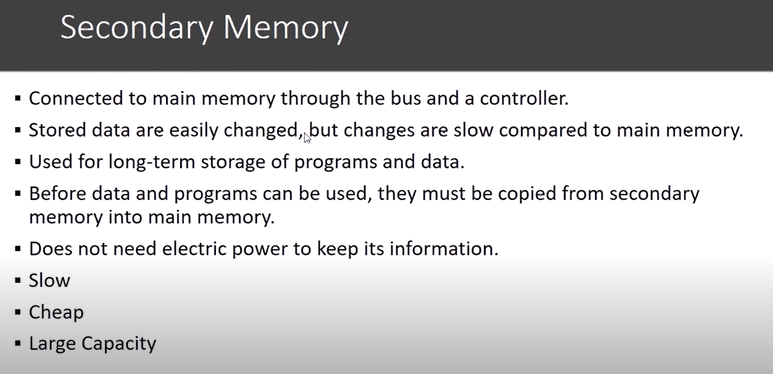 Secondary Memory
▪ Connected to main memory through the bus and a controller.
▪ Stored data are easily changed, but changes are slow compared to main memory.
▪ Used for long-term storage of programs and data.
▪ Before data and programs can be used, they must be copied from secondary
memory into main memory.
▪ Does not need electric power to keep its information.
▪ Slow
▪ Cheap
▪ Large Capacity